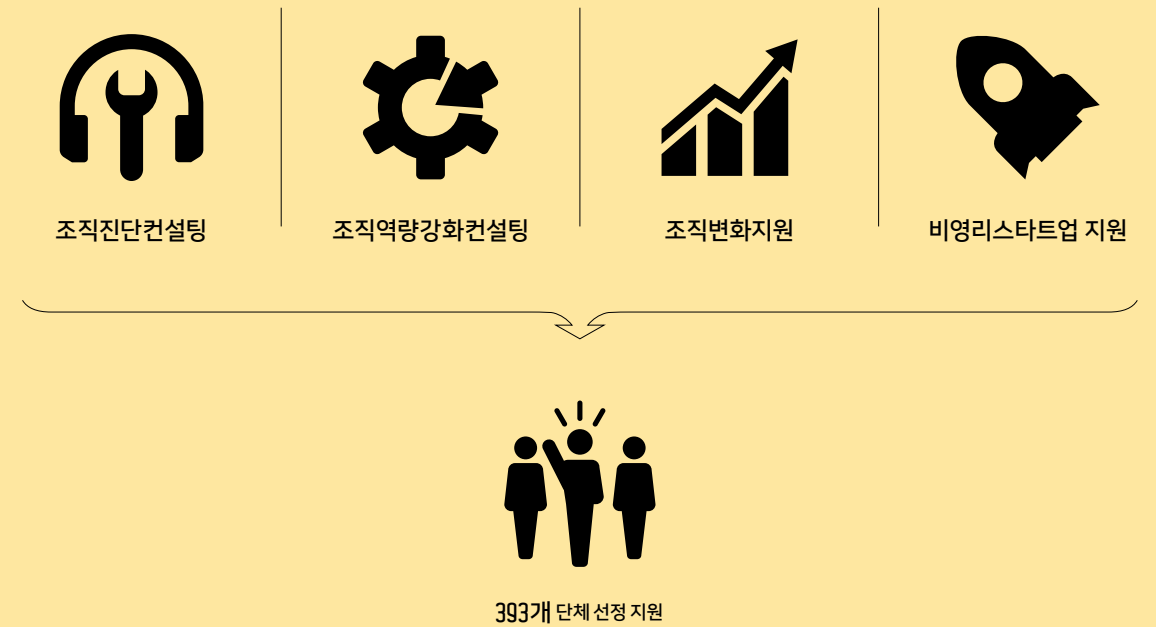 조직진단컨설팅
조직역량강화컨설팅
조직변화지원
비영리스타트업 지원
393개 단체 선정 지원